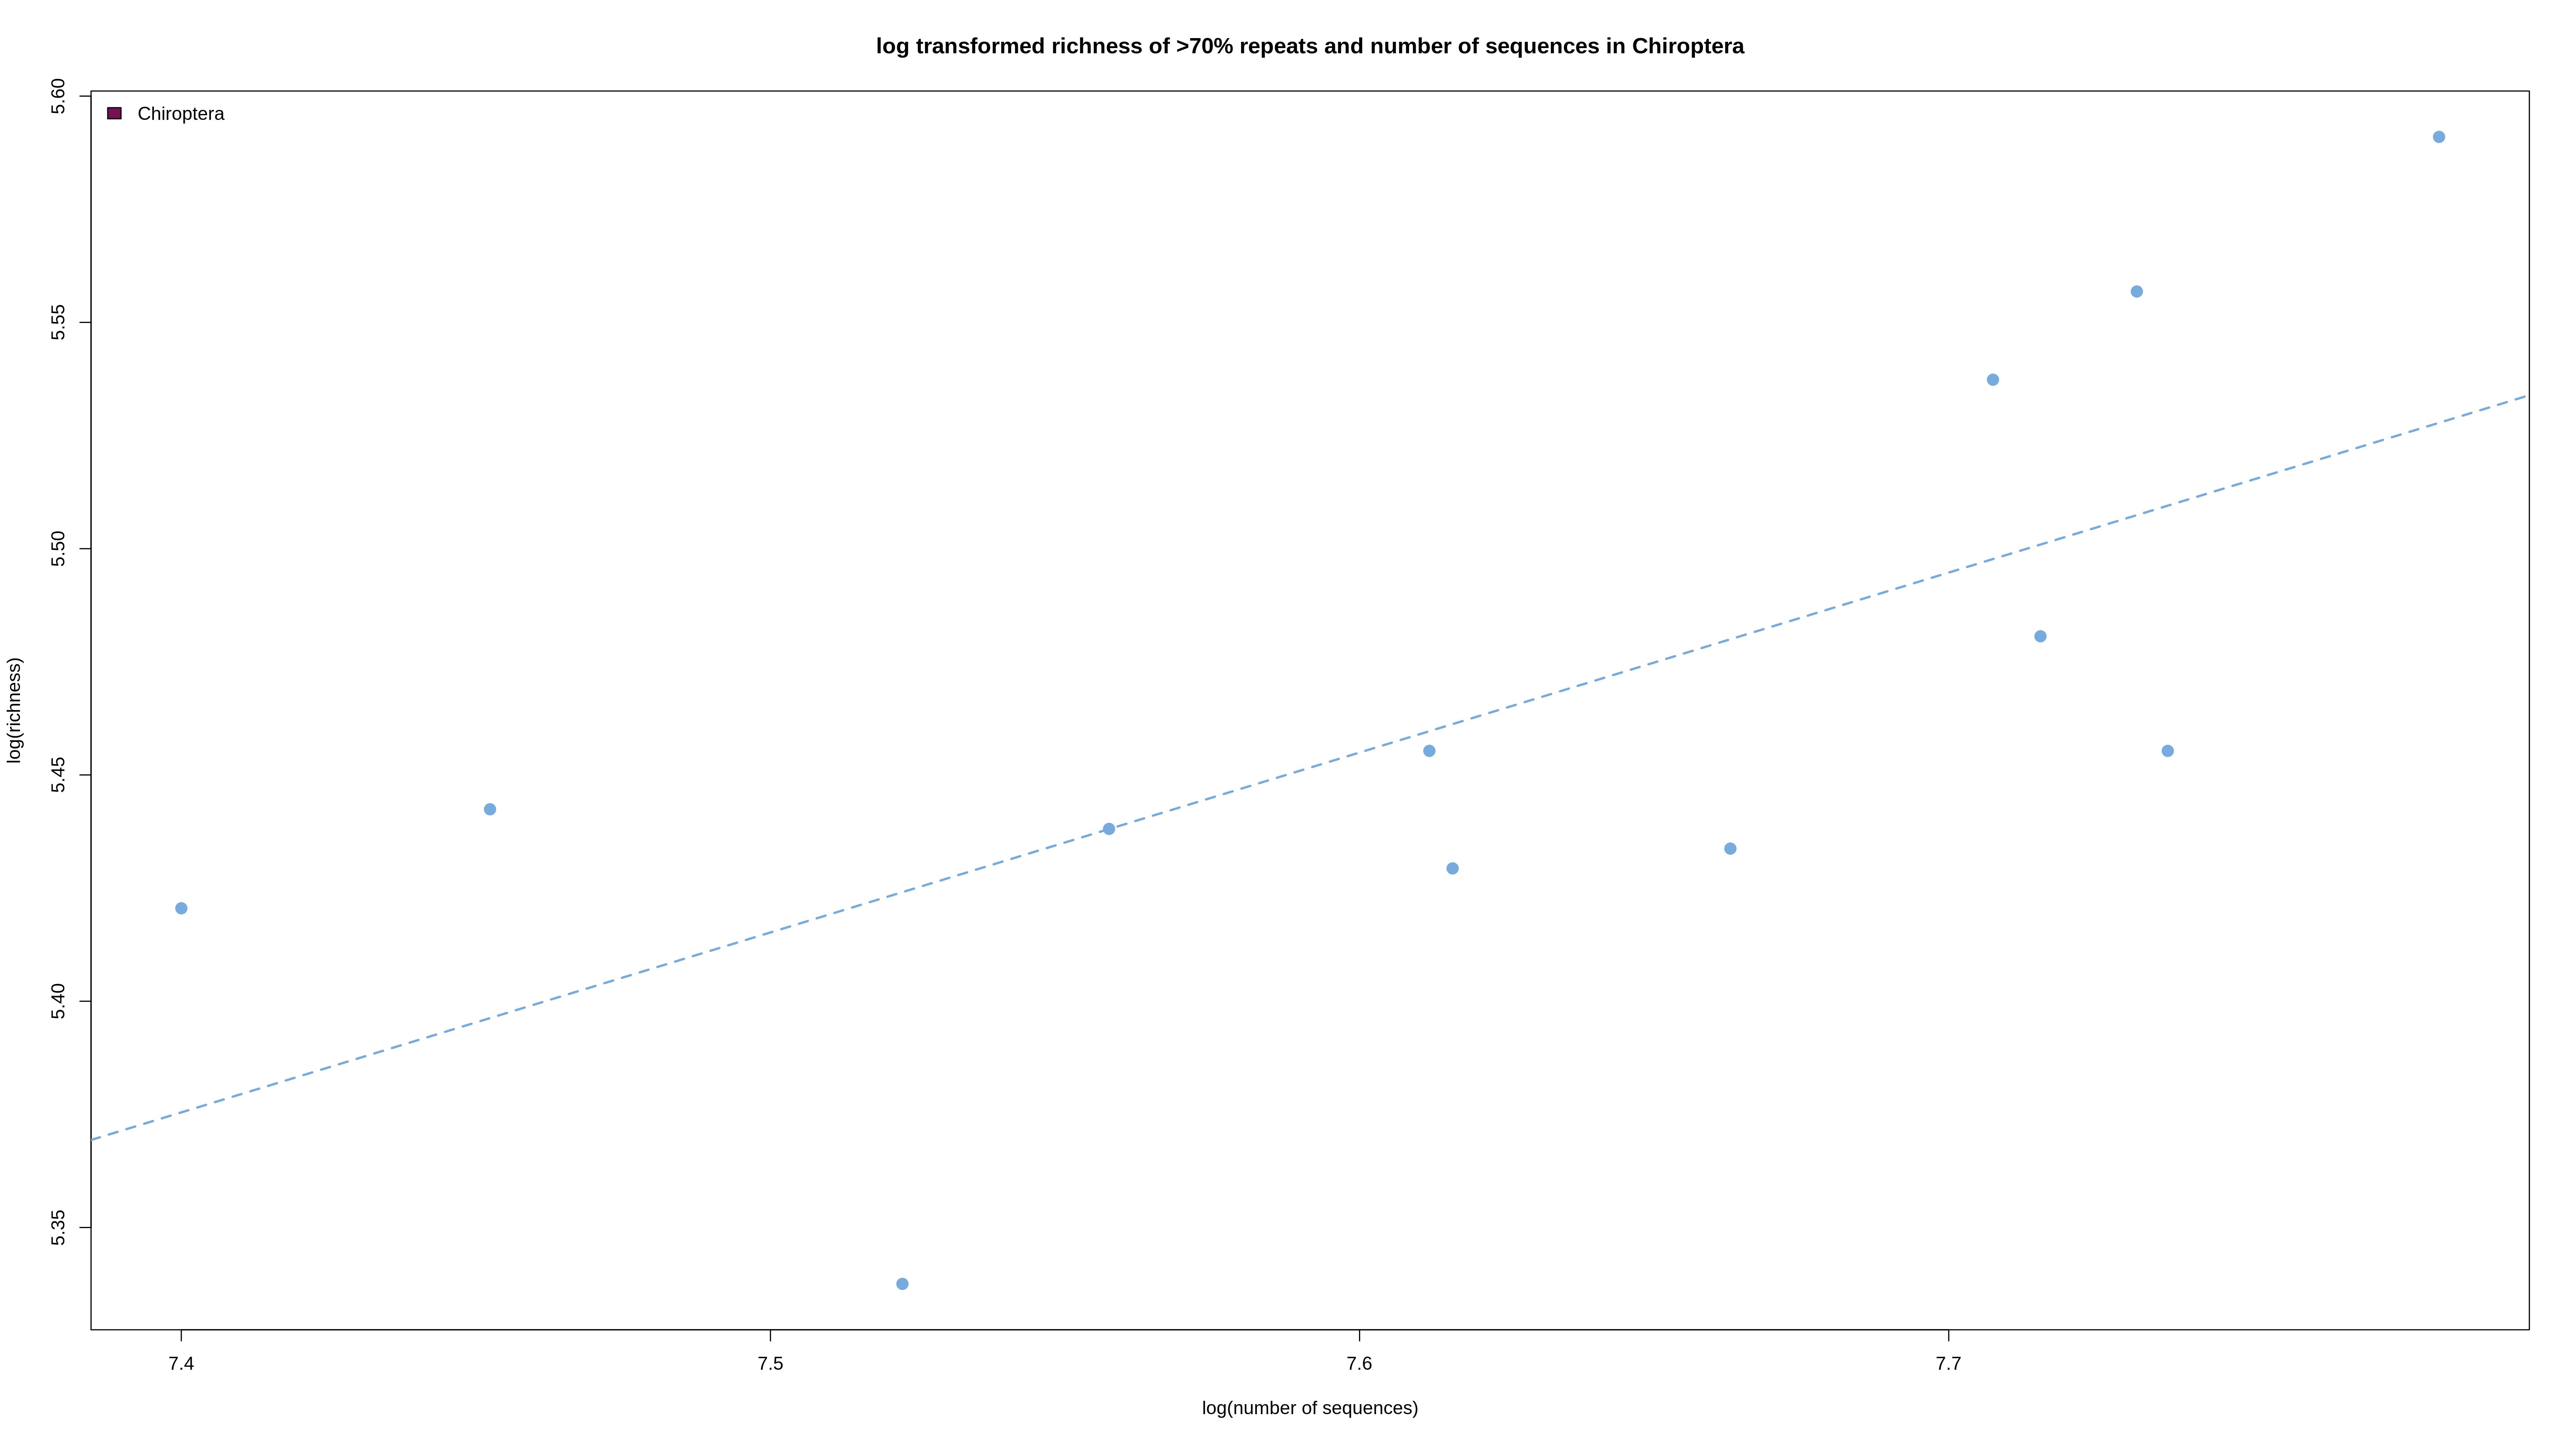 log transformed richness of >70% repeats and number of sequences in Chiroptera
Chiroptera
5.60
5.55
5.50
5.45
5.40
5.35
log(richness)
7.4 7.5 7.6 7.7
log(number of sequences)